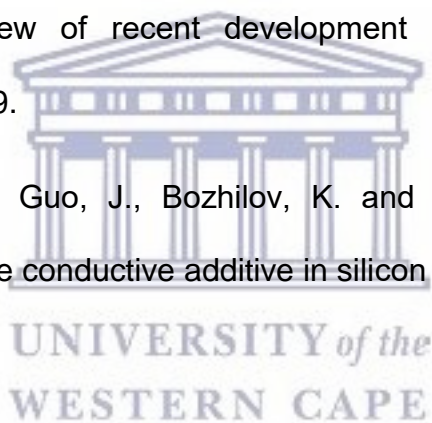 ew of recent development
9.
Guo, J., Bozhilov, K. and
e conductive additive in silicon
UNIVERSITY of the
WESTERN CAPE